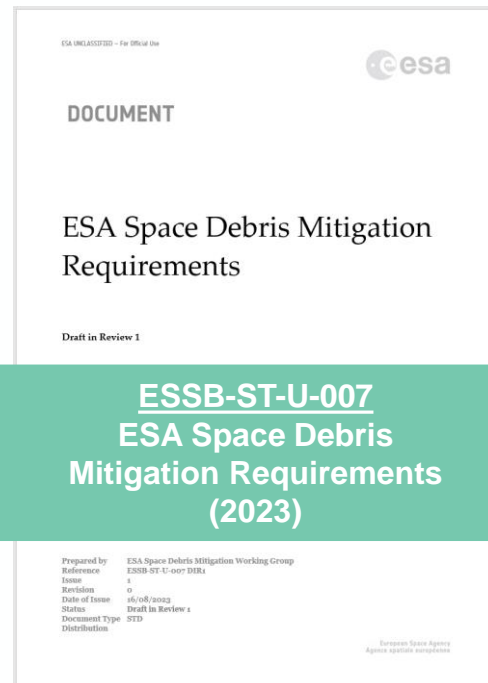 ESA UNCLASSIFIED – For Official Use
esa
DOCUMENT
ESA Space Debris Mitigation
Requirements
Draft in Review 1
ESSB-ST-U-007
ESA Space Debris
Mitigation Requirements
(2023)
Prepared by ESA Space Debris Mitigation Working Group
Reference ESSB-ST-U-007 DIR1
Issue 1
Revision 0
Date of Issue 16/08/2023
Status Draft in Review 1
Document Type STD
Distribution
European Space Agency
Agence spatiale européenne